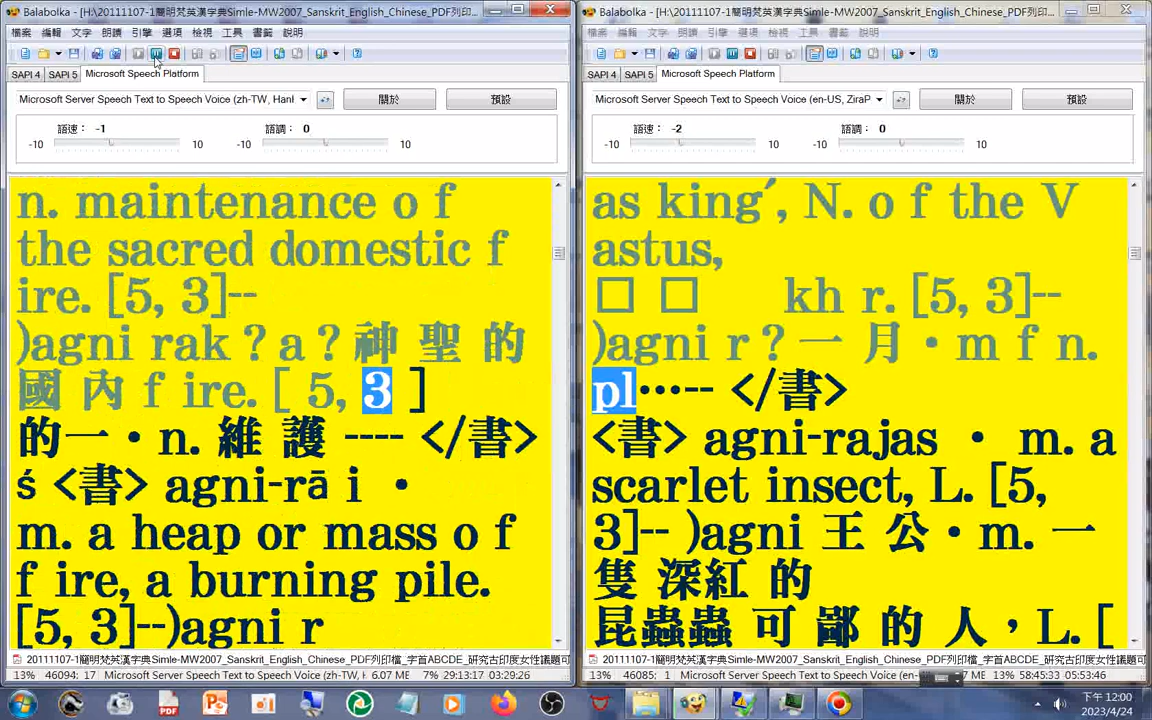 Balabolka - [H:\20111107-1簡明梵英漢字典Simle-MW2007_Sanskrit_English_Chinese_PDF列印...
檔案 編輯 文字 朗讀 引擎 選項 檢視 工具 書籤 說明
SAPI 4 SAPI 5 Microsoft Speech Platform
Microsoft Server Speech Text to Speech Voice (zh-TW, Hanl
關於 預設
語速： -1 語調： 0
-10 10 -10 10
n. maintenance o f
the sacred domestic f
ire. [5, 3]--
)agni rak ? a ? 神 聖 的
國 內 f ire. [ 5, 3 ]
的一・n. 維 護 ---- </書>
ś <書> agni-rā i ・
m. a heap or mass o f
f ire, a burning pile.
[5, 3]--)agni r
20111107-1簡明梵英漢字典Simle-MW2007_Sanskrit_English_Chinese_PDF列印檔_字首ABCDE_研究古印度女性議題可
13% 46094: 17 Microsoft Server Speech Text to Speech Voice (zh-TW, H 6.07 ME 7% 29:13:17 03:29:26
Balabolka - [H:\20111107-1簡明梵英漢字典Simle-MW2007_Sanskrit_English_Chinese_PDF列印...
檔案 編輯 文字 朗讀 引擎 選項 檢視 工具 書籤 說明
SAPI 4 SAPI 5 Microsoft Speech Platform
Microsoft Server Speech Text to Speech Voice (en-US, ZiraP
關於 預設
語速： -2 語調： 0
-10 10 -10 10
as king′, N. o f the V
astus,
□ □ kh r. [5, 3]--
)agni r ? 一 月・m f n.
pl…-- </書>
<書> agni-rajas ・ m. a
scarlet insect, L. [5,
3]-- )agni 王 公・m. 一
隻 深紅 的
昆蟲蟲 可 鄙 的 人，L. [
20111107-1簡明梵英漢字典Simle-MW2007_Sanskrit_English_Chinese_PDF列印檔_字首ABCDE_研究古印度女性議題可
13% 46085: 1 Microsoft Server Speech Text to Speech Voice (en-us 13% 58:45:33 05:53:46
下午 12:00
2023/4/24